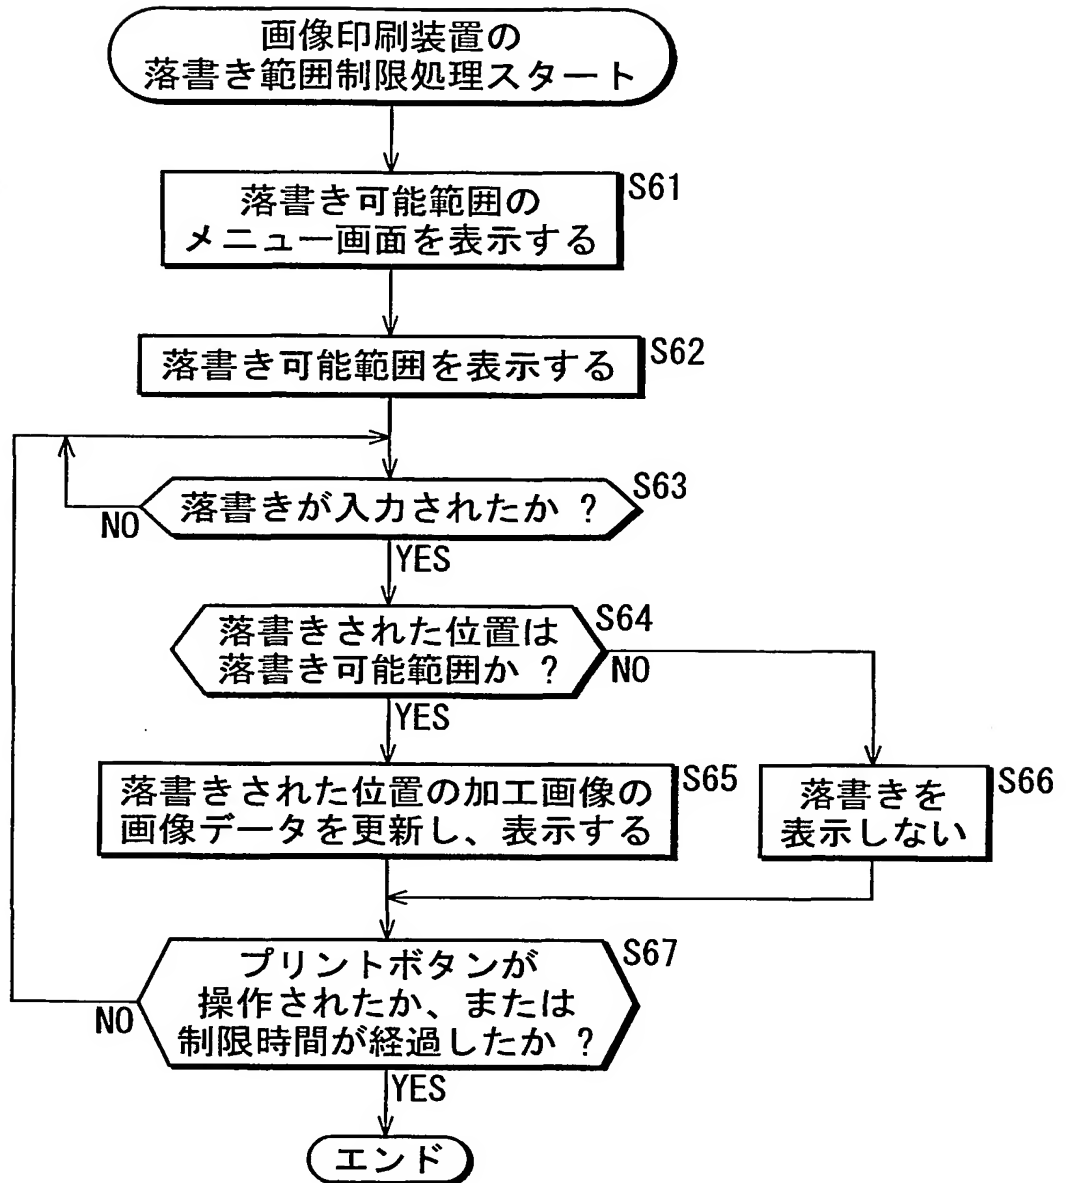 画像印刷装置の
落書き範囲制限処理スタート
S61
落書き可能範囲の
メニュー画面を表示する
S62
落書き可能範囲を表示する
S63
落書きが入力されたか ?
NO
YES
S64
落書きされた位置は
落書き可能範囲か ?
NO
YES
S65
落書きされた位置の加工画像の
画像データを更新し、表示する
S66
落書きを
表示しない
S67
プリントボタンが
操作されたか、または
制限時間が経過したか ?
NO
YES
エンド